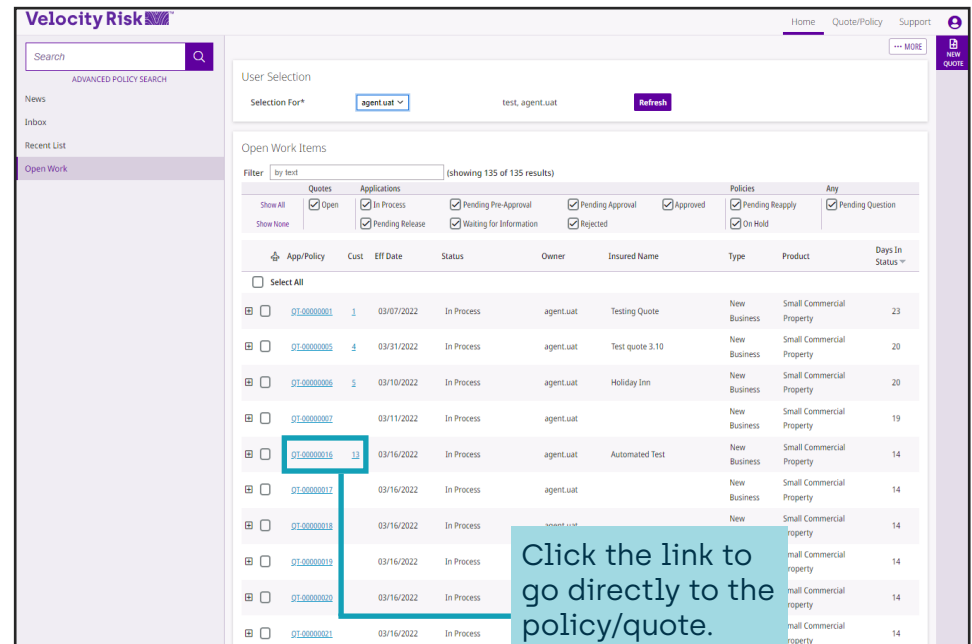 Velocity Risk
Home Quote/Policy Support
Search
ADVANCED POLICY SEARCH
News
Inbox
Recent List
Open Work
··· MORE
NEW QUOTE
User Selection
Selection For* agent.uat test, agent.uat Refresh
Open Work Items
Filter by text (showing 135 of 135 results)
Quotes Applications Policies Any
Show All Open In Process Pending Pre-Approval Pending Approval Approved Pending Reapply Pending Question
Show None Pending Release Waiting for Information Rejected On Hold
App/Policy Cust Eff Date Status Owner Insured Name Type Product Days In Status
Select All
QT-00000001 1 03/07/2022 In Process agent.uat Testing Quote New Business Small Commercial Property 23
QT-00000005 4 03/31/2022 In Process agent.uat Test quote 3.10 New Business Small Commercial Property 20
QT-00000006 5 03/10/2022 In Process agent.uat Holiday Inn New Business Small Commercial Property 20
QT-00000007 03/11/2022 In Process agent.uat New Business Small Commercial Property 19
QT-00000016 13 03/16/2022 In Process agent.uat Automated Test New Business Small Commercial Property 14
QT-00000017 03/16/2022 In Process agent.uat New Business Small Commercial Property 14
QT-00000018 03/16/2022 In Process New Small Commercial 14
QT-00000019 03/16/2022 In Process 14
QT-00000020 03/16/2022 In Process 14
QT-00000021 03/16/2022 In Process 14
Click the link to
go directly to the
policy/quote.